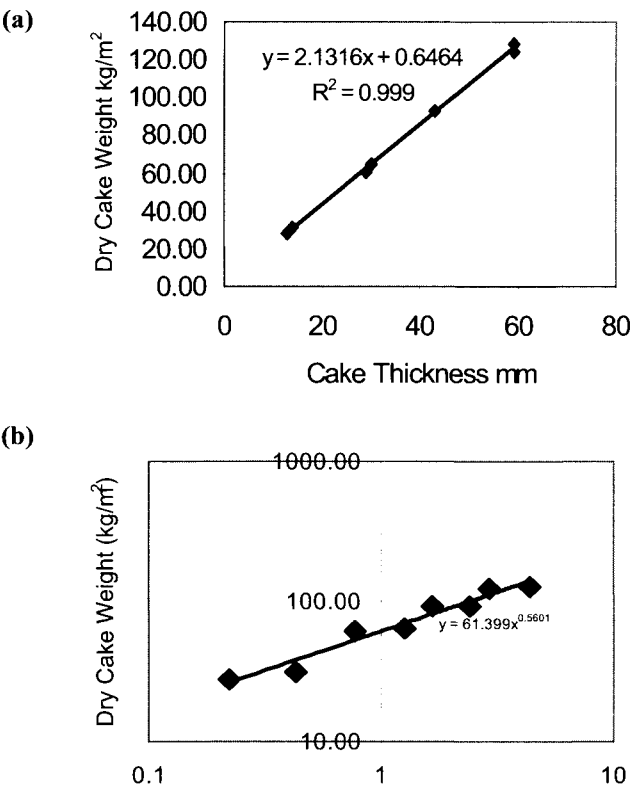 (a)
140.00
120.00
100.00
80.00
60.00
40.00
20.00
0.00
Dry Cake Weight kg/m²
y = 2.1316x + 0.6464
R² = 0.999
0 20 40 60 80
Cake Thickness mm
(b)
1000.00
100.00
10.00
Dry Cake Weight (kg/m²)
y = 61.399x^0.5601
0.1 1 10